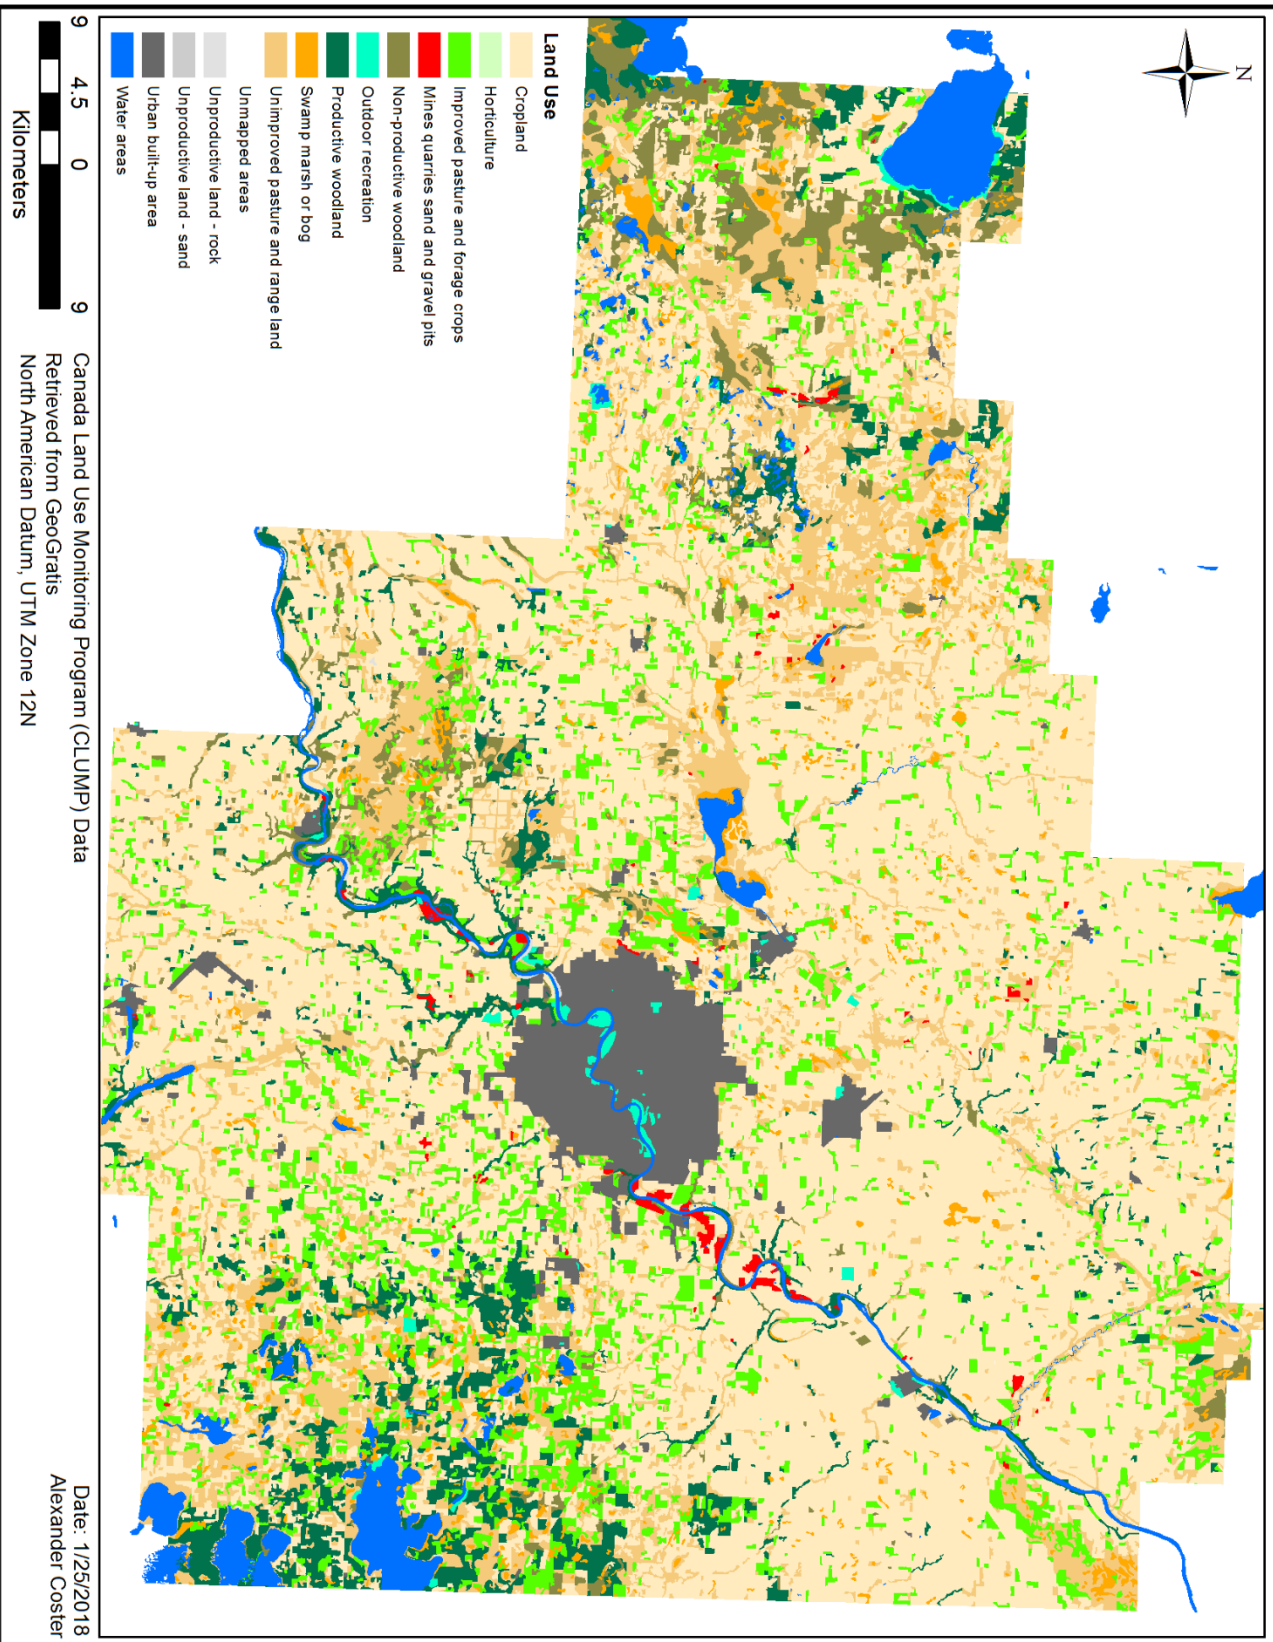 N
Land Use
Cropland
Horticulture
Improved pasture and forage crops
Mines quarries sand and gravel pits
Non-productive woodland
Outdoor recreation
Productive woodland
Swamp marsh or bog
Unimproved pasture and range land
Unmapped areas
Unproductive land - rock
Unproductive land - sand
Urban built-up area
Water areas
9 4.5 0 9
Kilometers
Canada Land Use Monitoring Program (CLUMP) Data
Retrieved from GeoGratis
North American Datum, UTM Zone 12N
Date: 1/25/2018
Alexander Coster